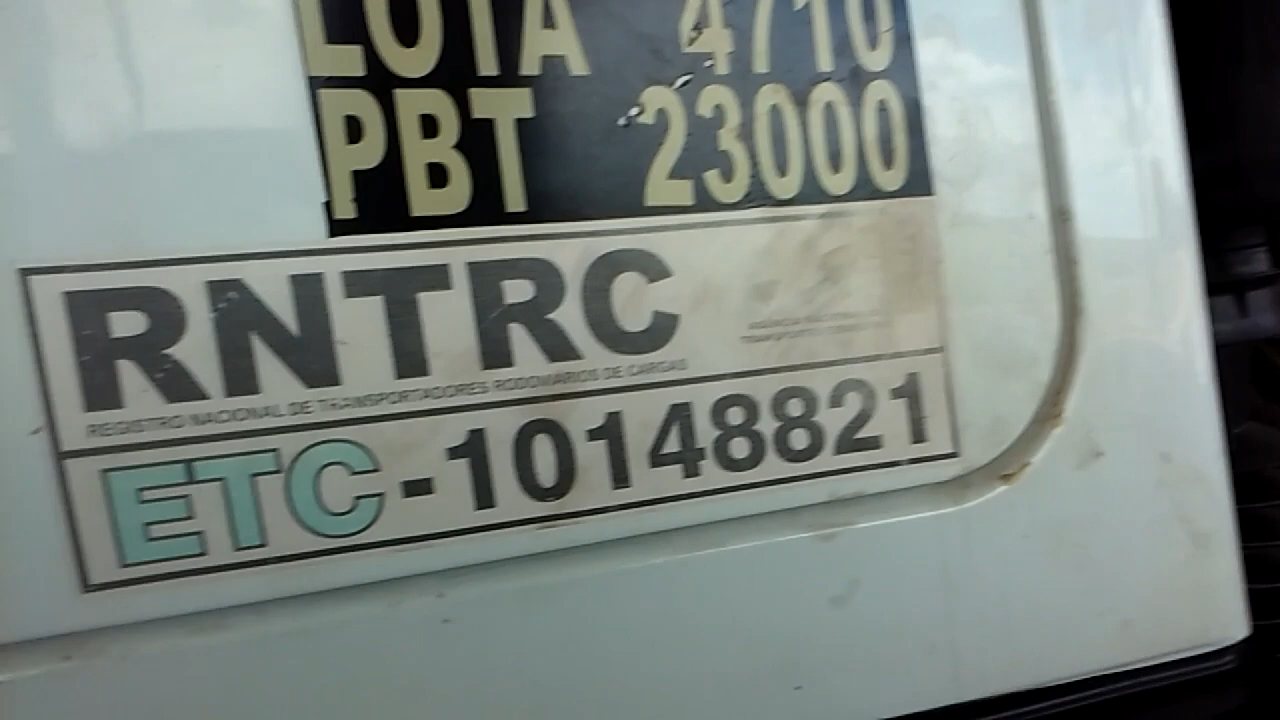 LOTA 4710
PBT 23000
RNTRC
REGISTRO NACIONAL DE TRANSPORTADORES RODOVIÁRIOS DE CARGAS
ETC-10148821